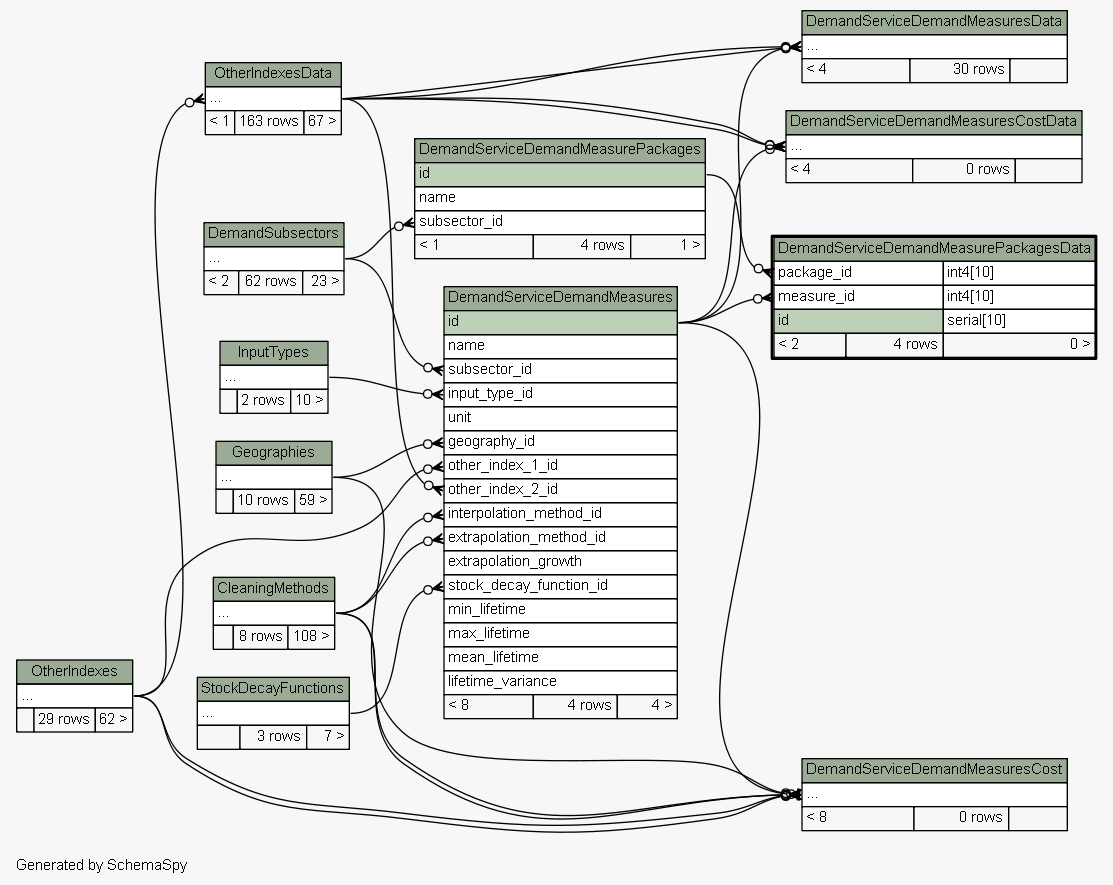 DemandServiceDemandMeasuresData
...
< 4 30 rows
OtherIndexesData
...
< 1 163 rows 67 >
DemandServiceDemandMeasuresCostData
...
< 4 0 rows
DemandServiceDemandMeasurePackages
id
name
subsector_id
< 1 4 rows 1 >
DemandSubsectors
...
< 2 62 rows 23 >
DemandServiceDemandMeasurePackagesData
package_id int4[10]
measure_id int4[10]
id serial[10]
< 2 4 rows 0 >
DemandServiceDemandMeasures
id
name
subsector_id
input_type_id
unit
geography_id
other_index_1_id
other_index_2_id
interpolation_method_id
extrapolation_method_id
extrapolation_growth
stock_decay_function_id
min_lifetime
max_lifetime
mean_lifetime
lifetime_variance
< 8 4 rows 4 >
InputTypes
...
2 rows 10 >
Geographies
...
10 rows 59 >
CleaningMethods
...
8 rows 108 >
OtherIndexes
...
29 rows 62 >
StockDecayFunctions
...
3 rows 7 >
DemandServiceDemandMeasuresCost
...
< 8 0 rows
Generated by SchemaSpy